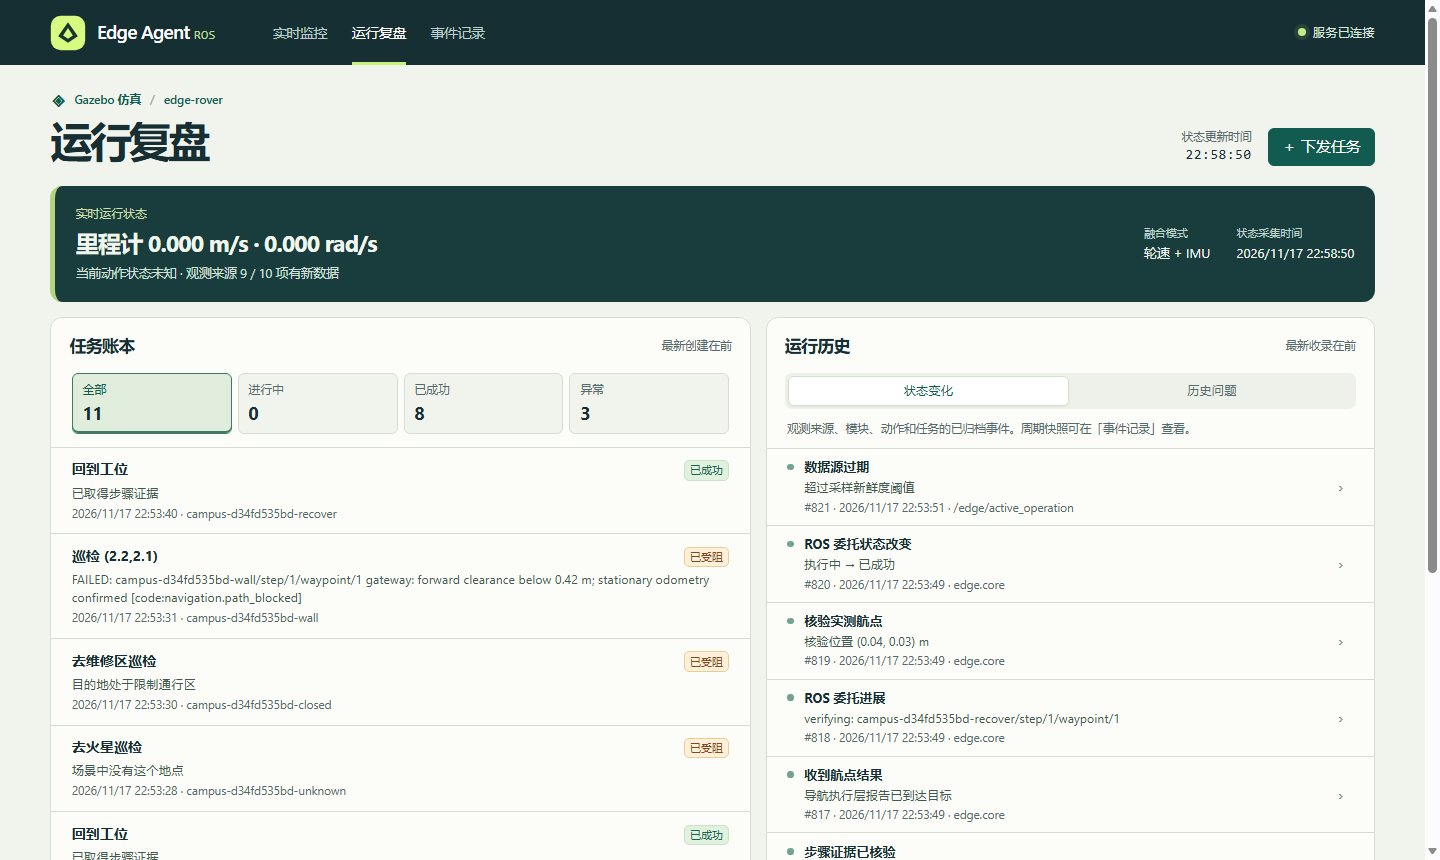 Edge Agent ROS
实时监控
运行复盘
事件记录
服务已连接
Gazebo 仿真 / edge-rover
运行复盘
状态更新时间
22:58:50
+ 下发任务
实时运行状态
里程计 0.000 m/s · 0.000 rad/s
当前动作状态未知 · 观测来源 9 / 10 项有新数据
融合模式
轮速 + IMU
状态采集时间
2026/11/17 22:58:50
任务账本
最新创建在前
全部
11
进行中
0
已成功
8
异常
3
回到工位
已成功
已取得步骤证据
2026/11/17 22:53:40 · campus-d34fd535bd-recover
巡检 (2.2,2.1)
已受阻
FAILED: campus-d34fd535bd-wall/step/1/waypoint/1 gateway: forward clearance below 0.42 m; stationary odometry
confirmed [code:navigation.path_blocked]
2026/11/17 22:53:31 · campus-d34fd535bd-wall
去维修区巡检
已受阻
目的地处于限制通行区
2026/11/17 22:53:30 · campus-d34fd535bd-closed
去火星巡检
已受阻
场景中没有这个地点
2026/11/17 22:53:28 · campus-d34fd535bd-unknown
回到工位
已成功
已取得步骤证据
运行历史
最新收录在前
状态变化
历史问题
观测来源、模块、动作和任务的已归档事件。周期快照可在「事件记录」查看。
数据源过期
超过采样新鲜度阈值
#821 · 2026/11/17 22:53:51 · /edge/active_operation
ROS 委托状态改变
执行中 → 已成功
#820 · 2026/11/17 22:53:49 · edge.core
核验实测航点
核验位置 (0.04, 0.03) m
#819 · 2026/11/17 22:53:49 · edge.core
ROS 委托进展
verifying: campus-d34fd535bd-recover/step/1/waypoint/1
#818 · 2026/11/17 22:53:49 · edge.core
收到航点结果
导航执行层报告已到达目标
#817 · 2026/11/17 22:53:49 · edge.core
步骤证据已核验